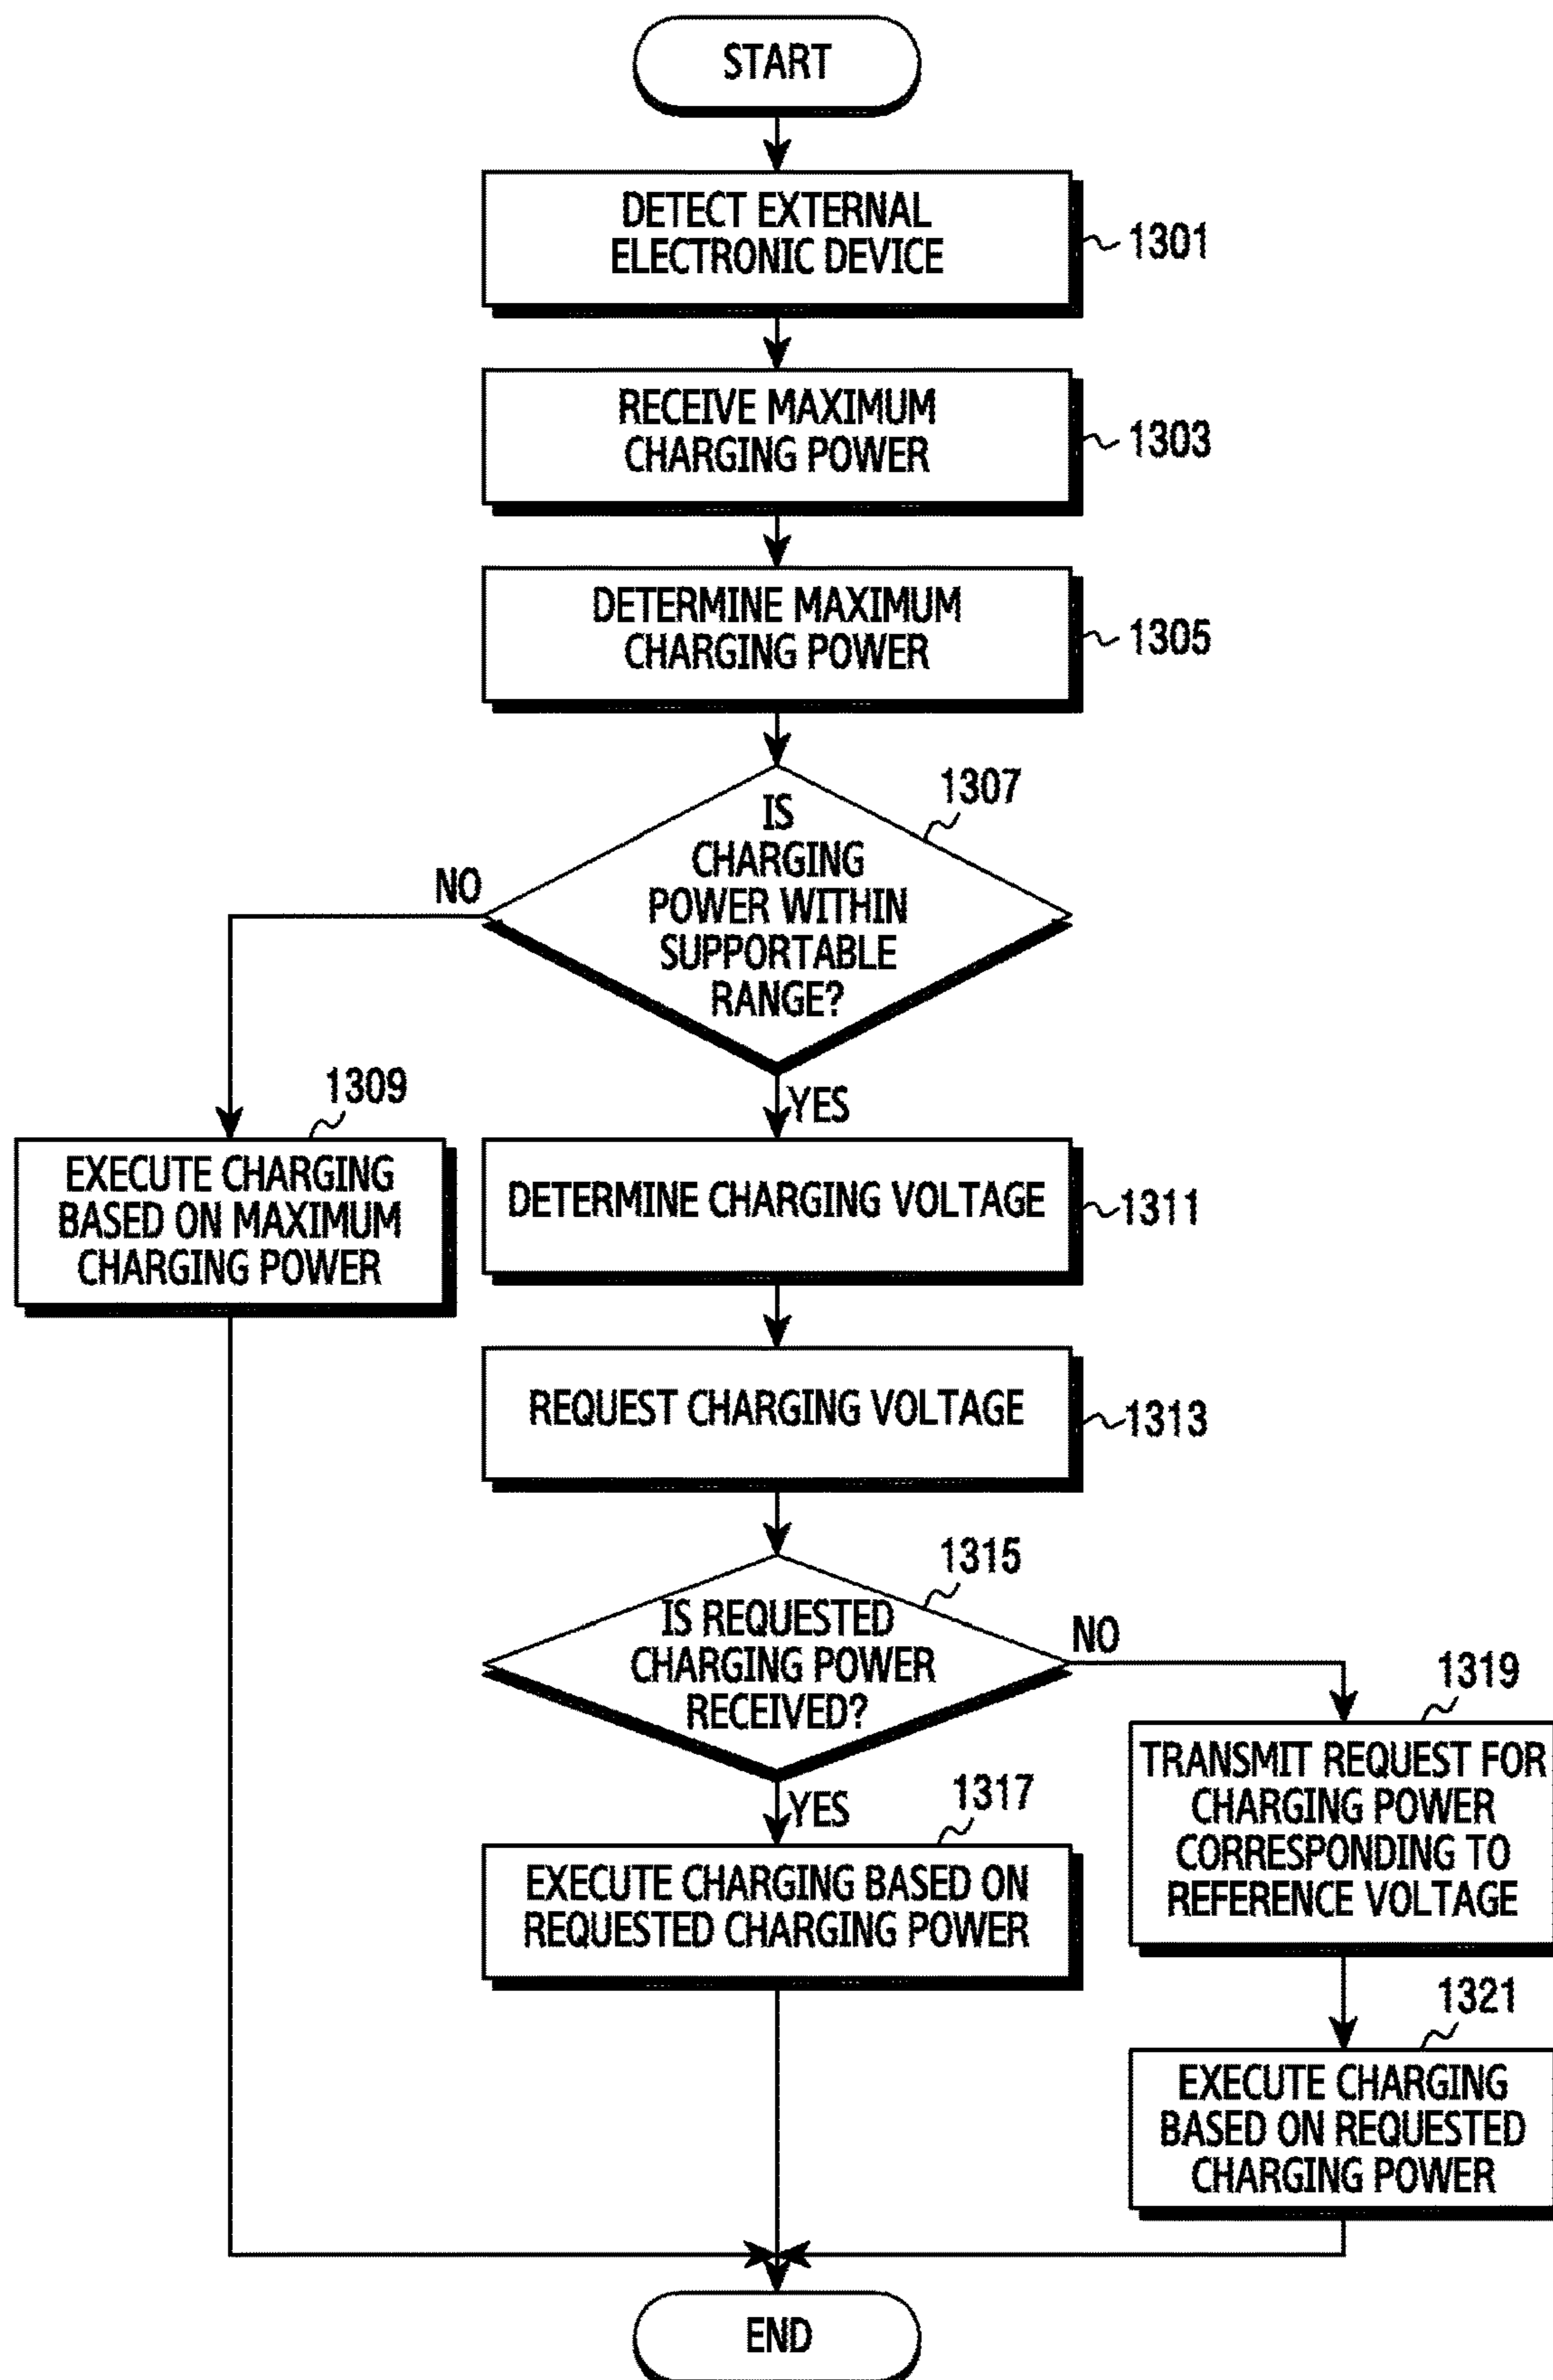 START
DETECT EXTERNAL
ELECTRONIC DEVICE
1301
RECEIVE MAXIMUM
CHARGING POWER
1303
DETERMINE MAXIMUM
CHARGING POWER
1305
1307
IS
CHARGING
POWER WITHIN
SUPPORTABLE
RANGE?
NO
YES
1309
EXECUTE CHARGING
BASED ON MAXIMUM
CHARGING POWER
DETERMINE CHARGING VOLTAGE
1311
REQUEST CHARGING VOLTAGE
1313
1315
IS REQUESTED
CHARGING POWER
RECEIVED?
NO
YES
1317
EXECUTE CHARGING BASED ON
REQUESTED CHARGING POWER
1319
TRANSMIT REQUEST FOR
CHARGING POWER
CORRESPONDING TO
REFERENCE VOLTAGE
1321
EXECUTE CHARGING
BASED ON REQUESTED
CHARGING POWER
END